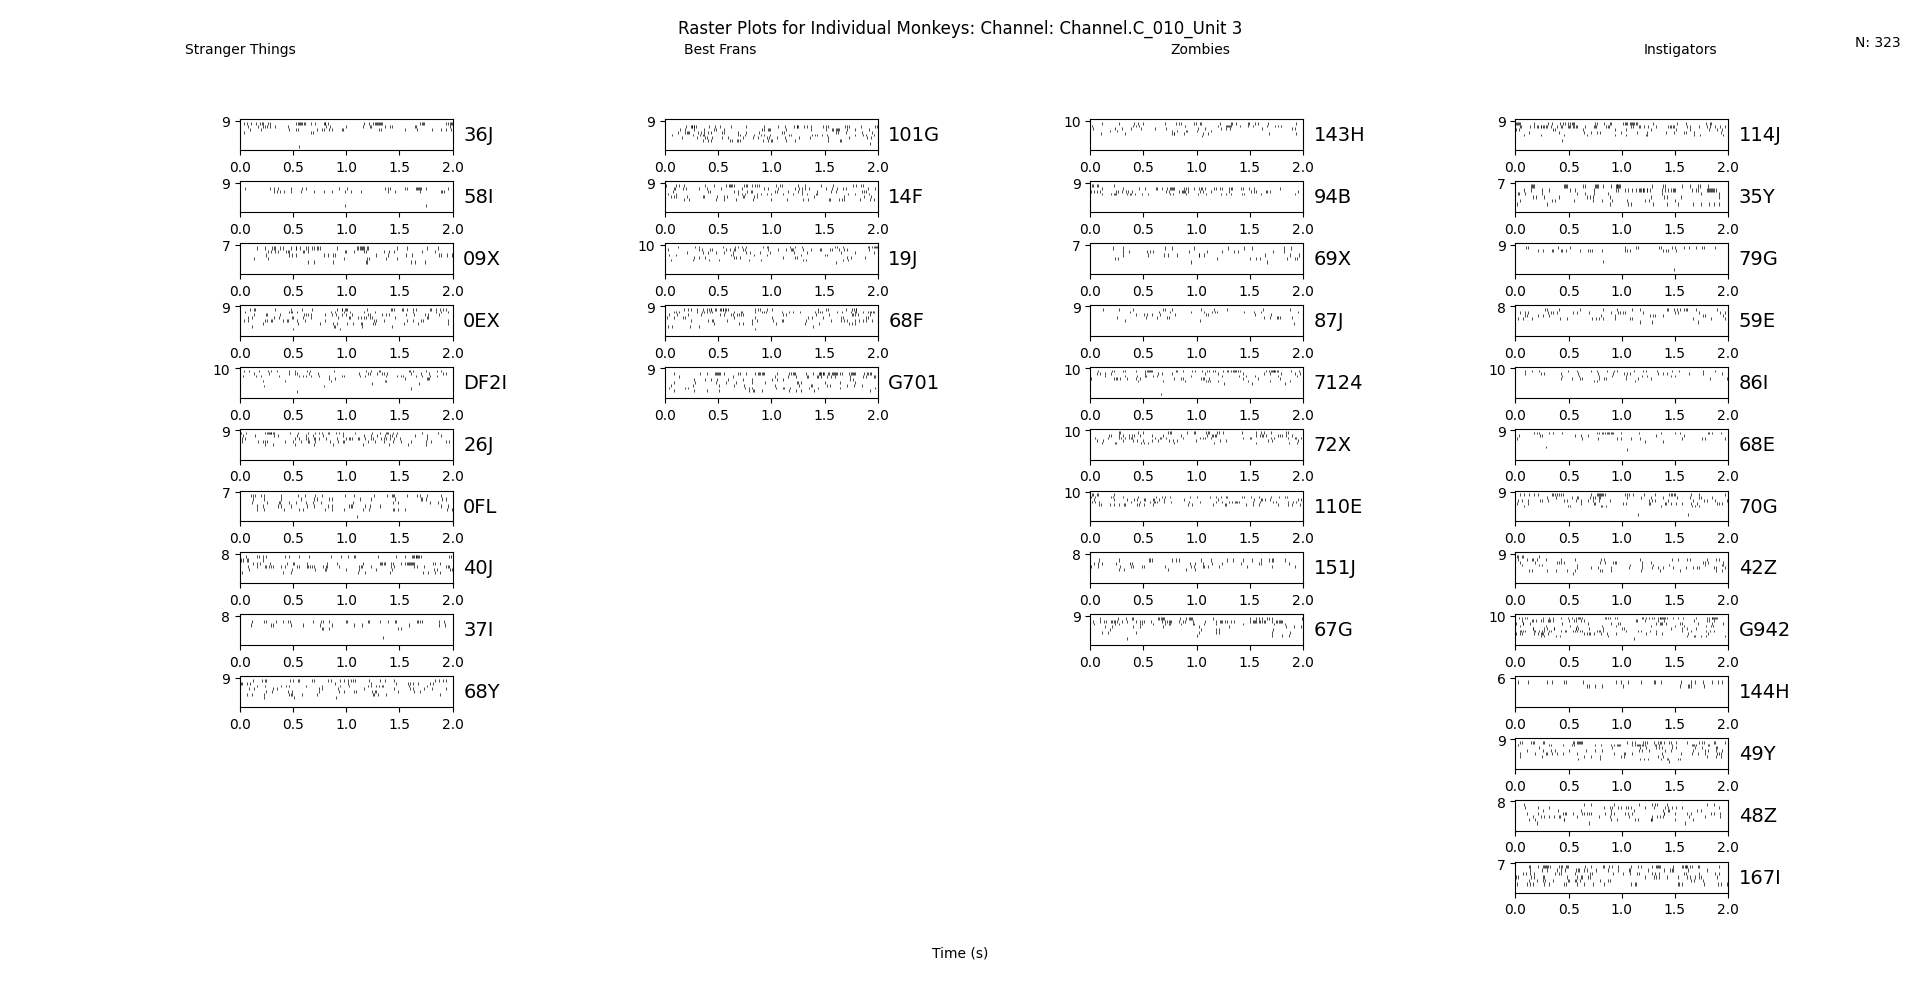 Raster Plots for Individual Monkeys: Channel: Channel.C_010_Unit 3
Stranger Things Best Frans Zombies Instigators N: 323
9 36J 9 101G 10 143H 9 114J
0.0 0.5 1.0 1.5 2.0 0.0 0.5 1.0 1.5 2.0 0.0 0.5 1.0 1.5 2.0 0.0 0.5 1.0 1.5 2.0
9 58I 9 14F 9 94B 7 35Y
0.0 0.5 1.0 1.5 2.0 0.0 0.5 1.0 1.5 2.0 0.0 0.5 1.0 1.5 2.0 0.0 0.5 1.0 1.5 2.0
7 09X 10 19J 7 69X 9 79G
0.0 0.5 1.0 1.5 2.0 0.0 0.5 1.0 1.5 2.0 0.0 0.5 1.0 1.5 2.0 0.0 0.5 1.0 1.5 2.0
9 0EX 9 68F 9 87J 8 59E
0.0 0.5 1.0 1.5 2.0 0.0 0.5 1.0 1.5 2.0 0.0 0.5 1.0 1.5 2.0 0.0 0.5 1.0 1.5 2.0
10 DF2I 9 G701 10 7124 10 86I
0.0 0.5 1.0 1.5 2.0 0.0 0.5 1.0 1.5 2.0 0.0 0.5 1.0 1.5 2.0 0.0 0.5 1.0 1.5 2.0
9 26J 10 72X 9 68E
0.0 0.5 1.0 1.5 2.0 0.0 0.5 1.0 1.5 2.0 0.0 0.5 1.0 1.5 2.0
7 0FL 10 110E 9 70G
0.0 0.5 1.0 1.5 2.0 0.0 0.5 1.0 1.5 2.0 0.0 0.5 1.0 1.5 2.0
8 40J 8 151J 9 42Z
0.0 0.5 1.0 1.5 2.0 0.0 0.5 1.0 1.5 2.0 0.0 0.5 1.0 1.5 2.0
8 37I 9 67G 10 G942
0.0 0.5 1.0 1.5 2.0 0.0 0.5 1.0 1.5 2.0 0.0 0.5 1.0 1.5 2.0
9 68Y 6 144H
0.0 0.5 1.0 1.5 2.0 0.0 0.5 1.0 1.5 2.0
9 49Y
0.0 0.5 1.0 1.5 2.0
8 48Z
0.0 0.5 1.0 1.5 2.0
7 167I
0.0 0.5 1.0 1.5 2.0
Time (s)